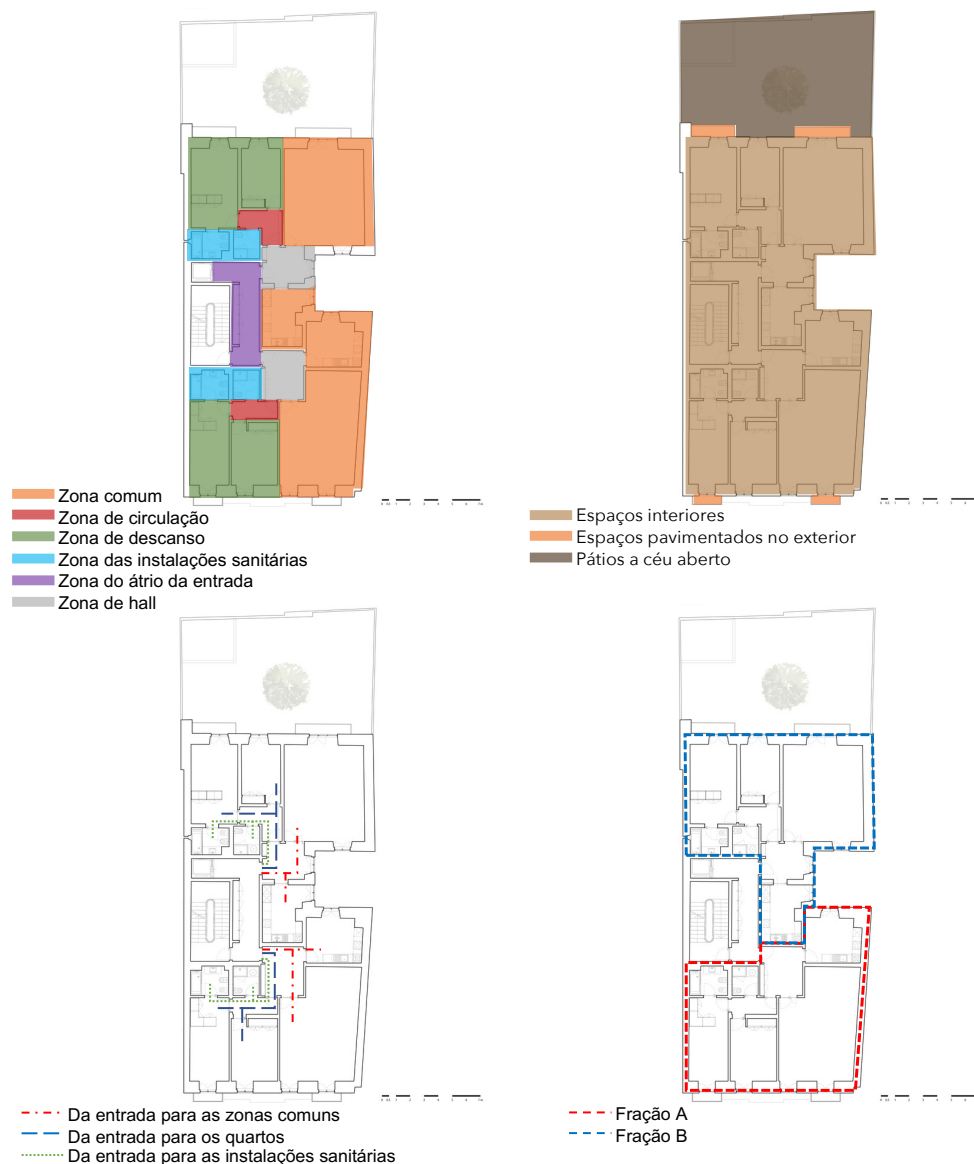 Zona comum
Zona de circulação
Zona de descanso
Zona das instalações sanitárias
Zona do átrio da entrada
Zona de hall
Espaços interiores
Espaços pavimentados no exterior
Pátios a céu aberto
Da entrada para as zonas comuns
Da entrada para os quartos
Da entrada para as instalações sanitárias
Fração A
Fração B